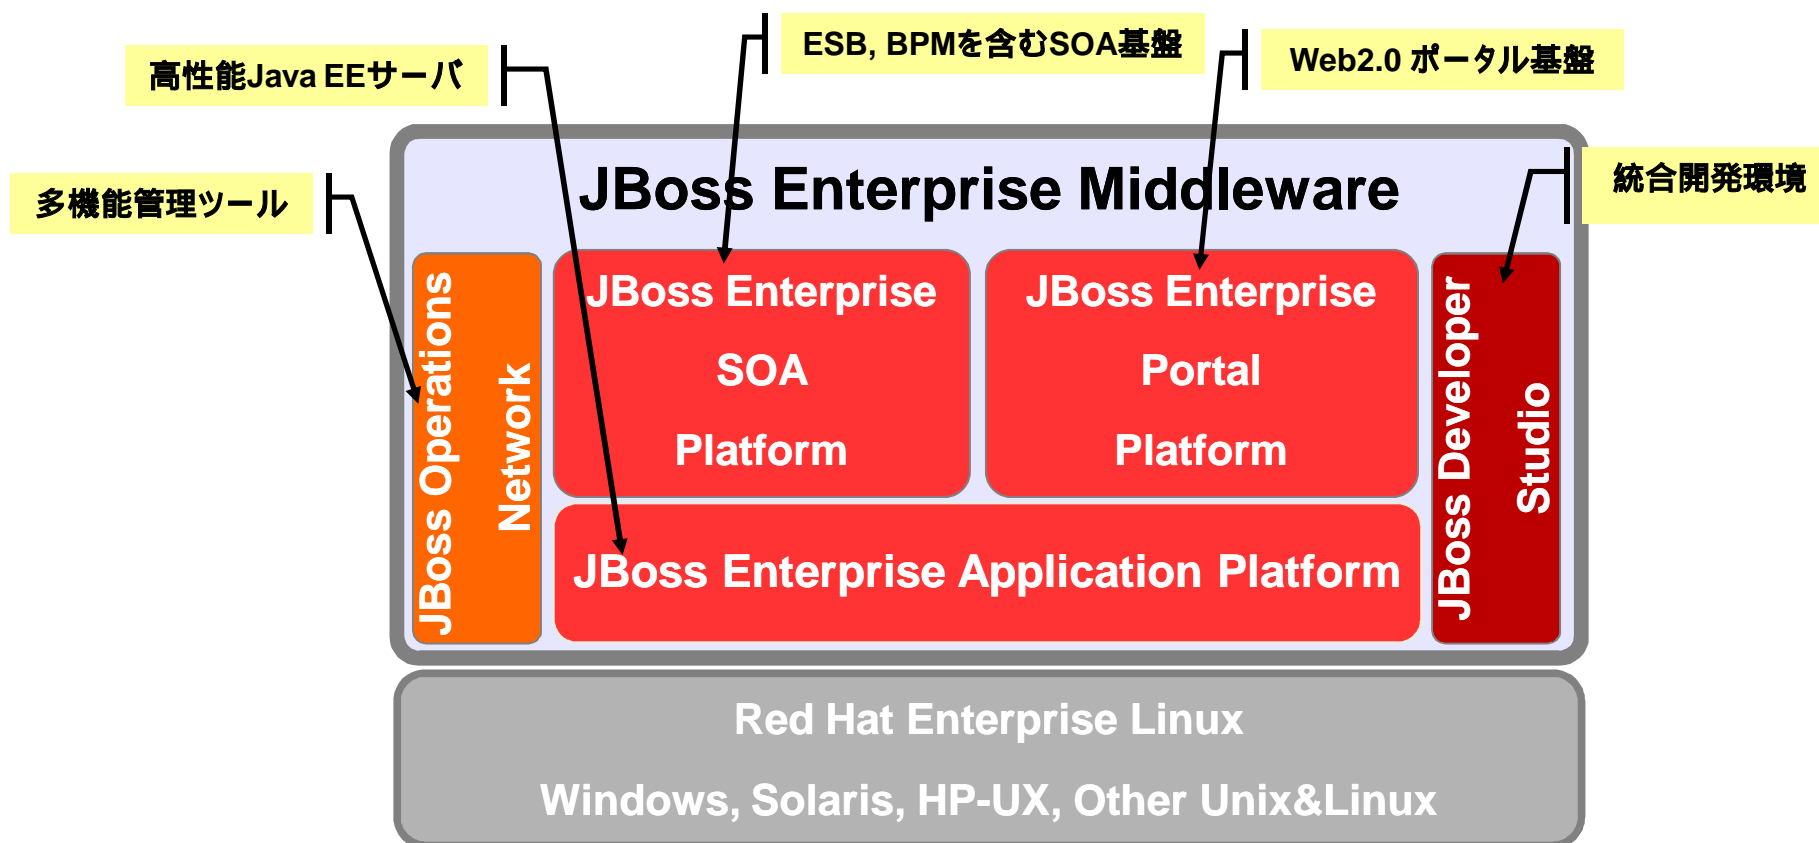 ESB, BPMを含むSOA基盤
Web2.0 ポータル基盤
高性能Java EEサーバ
多機能管理ツール
統合開発環境
JBoss Enterprise Middleware
JBoss Operations
Network
JBoss Enterprise
SOA
Platform
JBoss Enterprise
Portal
Platform
JBoss Developer
Studio
JBoss Enterprise Application Platform
Red Hat Enterprise Linux
Windows, Solaris, HP-UX, Other Unix&Linux